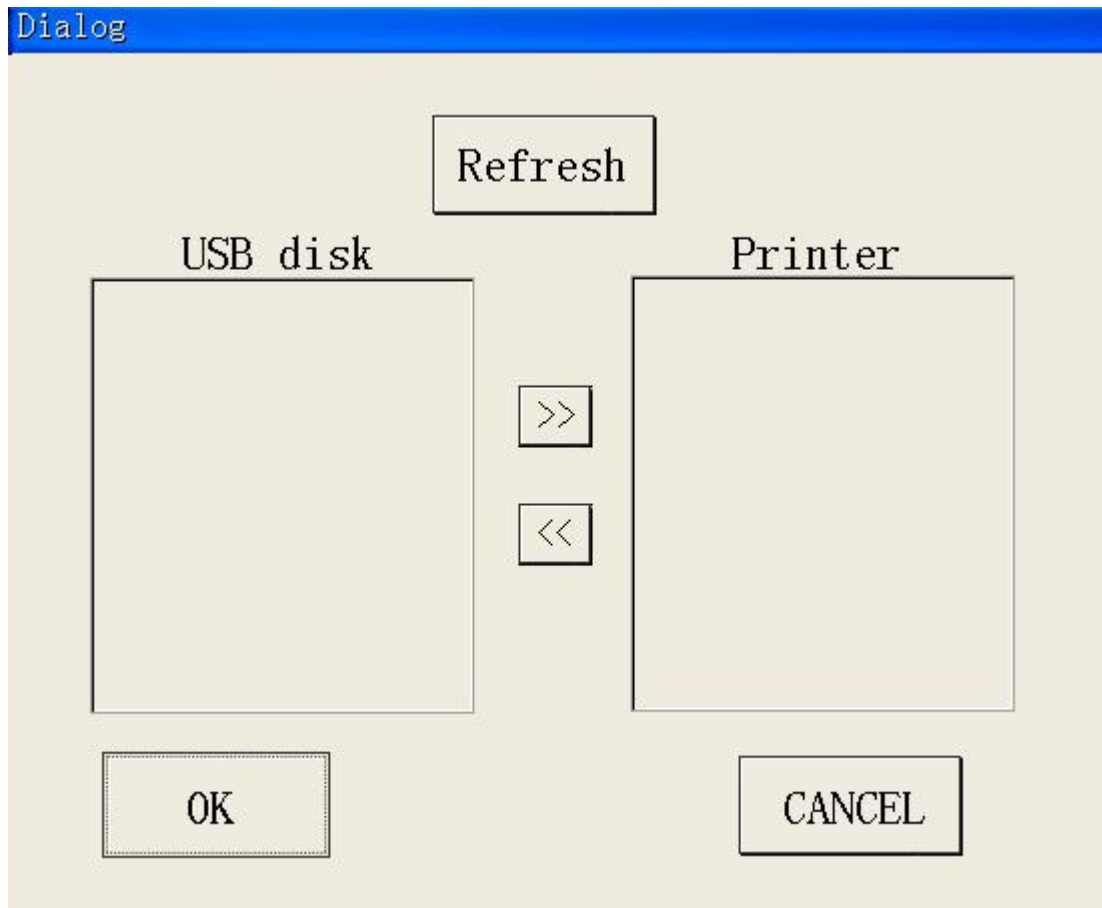 Dialog
Refresh
USB disk
Printer
>>
<<
OK
CANCEL